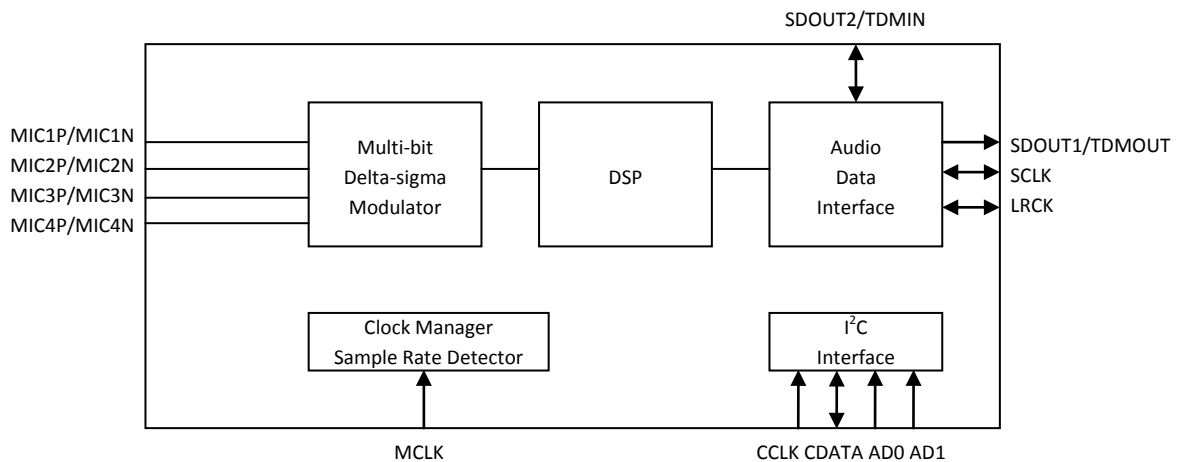 SDOUT2/TDMIN
MIC1P/MIC1N
MIC2P/MIC2N
MIC3P/MIC3N
MIC4P/MIC4N
Multi-bit
Delta-sigma
Modulator
DSP
Audio
Data
Interface
SDOUT1/TDMOUT
SCLK
LRCK
Clock Manager
Sample Rate Detector
I²C
Interface
MCLK
CCLK CDATA AD0 AD1